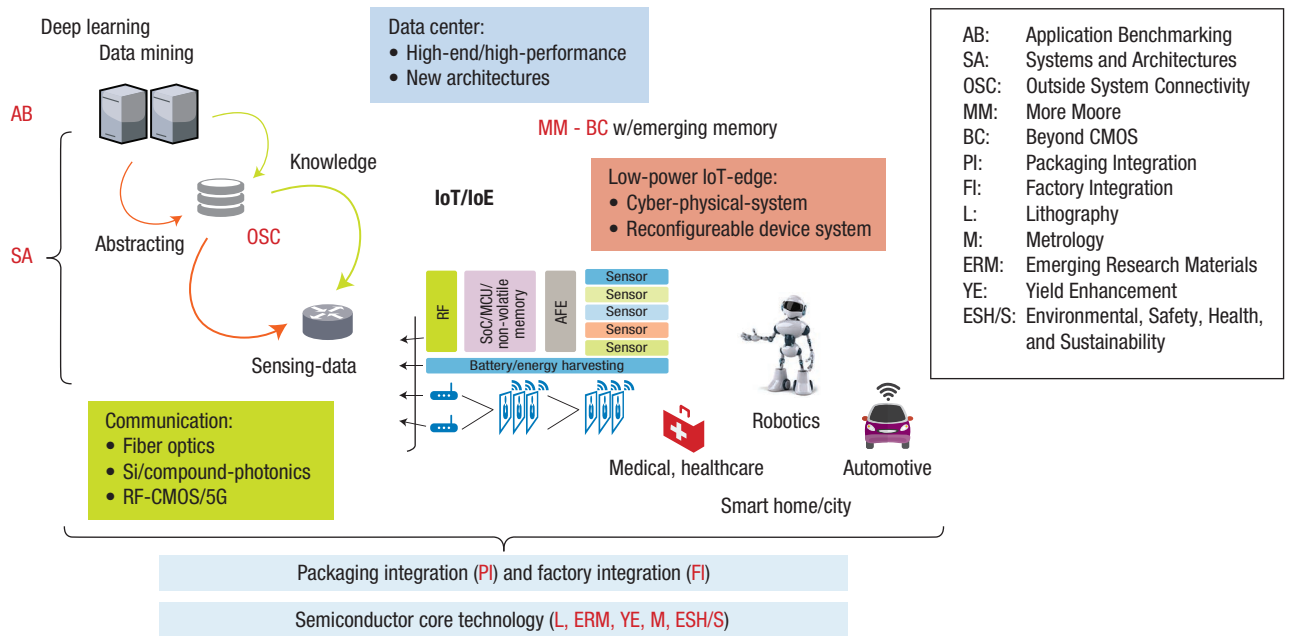 Deep learning
Data mining
AB
SA
Knowledge
Abstracting
OSC
Sensing-data
Data center:
• High-end/high-performance
• New architectures
MM - BC w/emerging memory
IoT/IoE
Low-power IoT-edge:
• Cyber-physical-system
• Reconfigureable device system
RF
SoC/MCU/
non-volatile
memory
AFE
Sensor
Sensor
Sensor
Sensor
Sensor
Battery/energy harvesting
Communication:
• Fiber optics
• Si/compound-photonics
• RF-CMOS/5G
Robotics
Medical, healthcare
Automotive
Smart home/city
Packaging integration (PI) and factory integration (FI)
Semiconductor core technology (L, ERM, YE, M, ESH/S)
AB: Application Benchmarking
SA: Systems and Architectures
OSC: Outside System Connectivity
MM: More Moore
BC: Beyond CMOS
PI: Packaging Integration
FI: Factory Integration
L: Lithography
M: Metrology
ERM: Emerging Research Materials
YE: Yield Enhancement
ESH/S: Environmental, Safety, Health,
and Sustainability